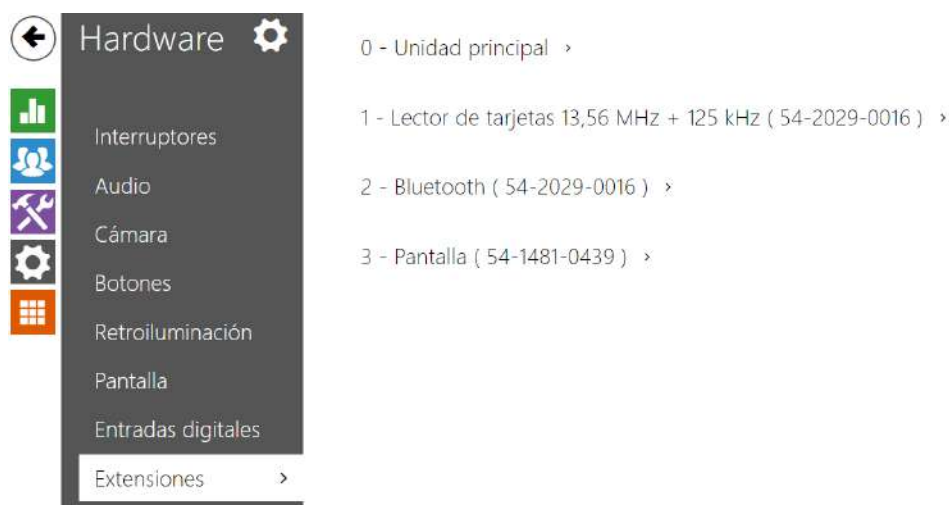 Hardware
Interruptores
Audio
Cámara
Botones
Retroiluminación
Pantalla
Entradas digitales
Extensiones
0 - Unidad principal
1 - Lector de tarjetas 13,56 MHz + 125 kHz ( 54-2029-0016 )
2 - Bluetooth ( 54-2029-0016 )
3 - Pantalla ( 54-1481-0439 )